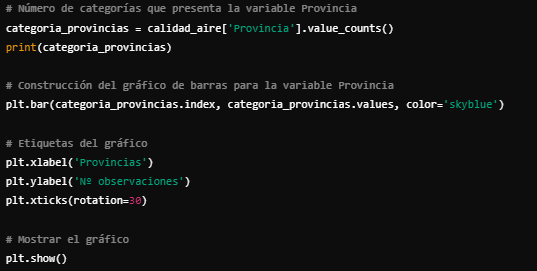 # Número de categorías que presenta la variable Provincia
categoria_provincias = calidad_aire['Provincia'].value_counts()
print(categoria_provincias)
# Construcción del gráfico de barras para la variable Provincia
plt.bar(categoria_provincias.index, categoria_provincias.values, color='skyblue')
# Etiquetas del gráfico
plt.xlabel('Provincias')
plt.ylabel('Nº observaciones')
plt.xticks(rotation=30)
# Mostrar el gráfico
plt.show()